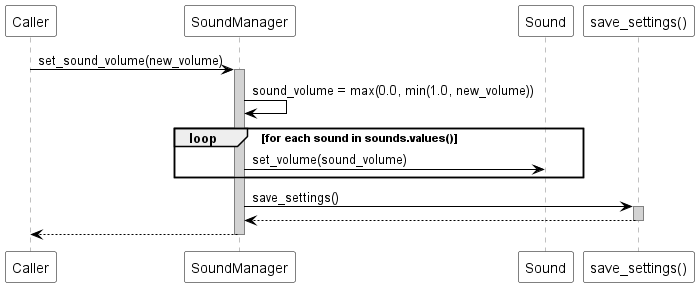 Caller
SoundManager
Sound
save_settings()
set_sound_volume(new_volume)
sound_volume = max(0.0, min(1.0, new_volume))
loop
[for each sound in sounds.values()]
set_volume(sound_volume)
save_settings()
Caller
SoundManager
Sound
save_settings()